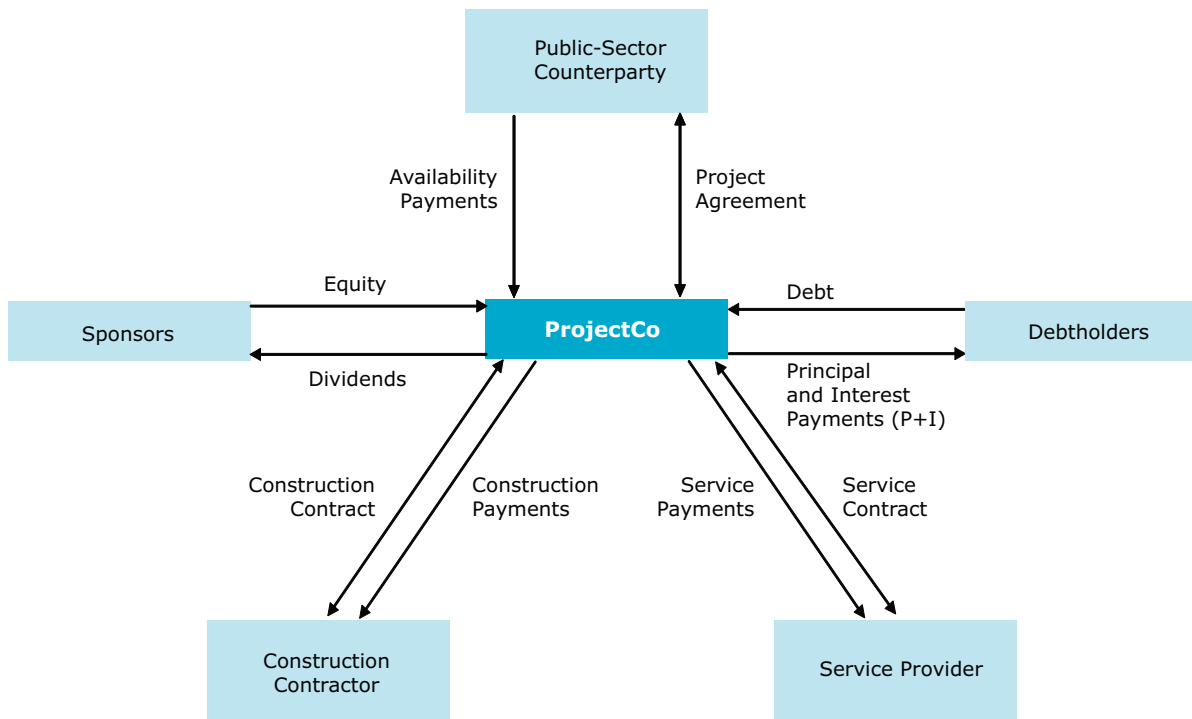 Public-Sector
Counterparty
Availability
Payments
Project
Agreement
Equity
Debt
Sponsors
ProjectCo
Debtholders
Dividends
Principal
and Interest
Payments (P+I)
Construction
Contract
Construction
Payments
Service
Payments
Service
Contract
Construction
Contractor
Service Provider